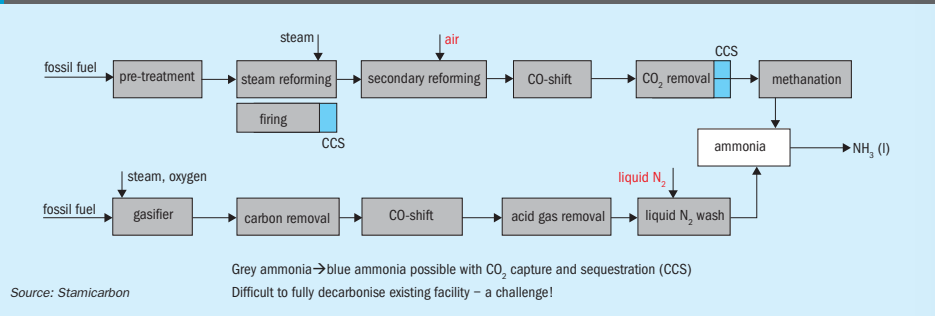 steam
air
CCS
fossil fuel
pre-treatment
steam reforming
secondary reforming
CO-shift
CO₂ removal
methanation
firing
CCS
ammonia
NH₃ (l)
steam, oxygen
liquid N₂
fossil fuel
gasifier
carbon removal
CO-shift
acid gas removal
liquid N₂ wash
Grey ammonia→blue ammonia possible with CO₂ capture and sequestration (CCS)
Source: Stamicarbon
Difficult to fully decarbonise existing facility – a challenge!